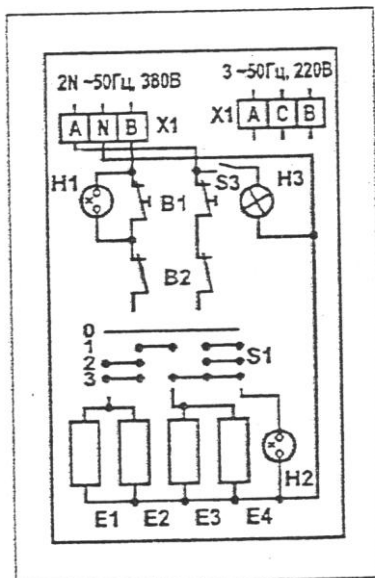 2N ~50Гц, 380В
3 ~50Гц, 220В
A N B X1
X1 A C B
H1
B1
S3
H3
B2
0
1
2
3
S1
H2
E1 E2 E3 E4